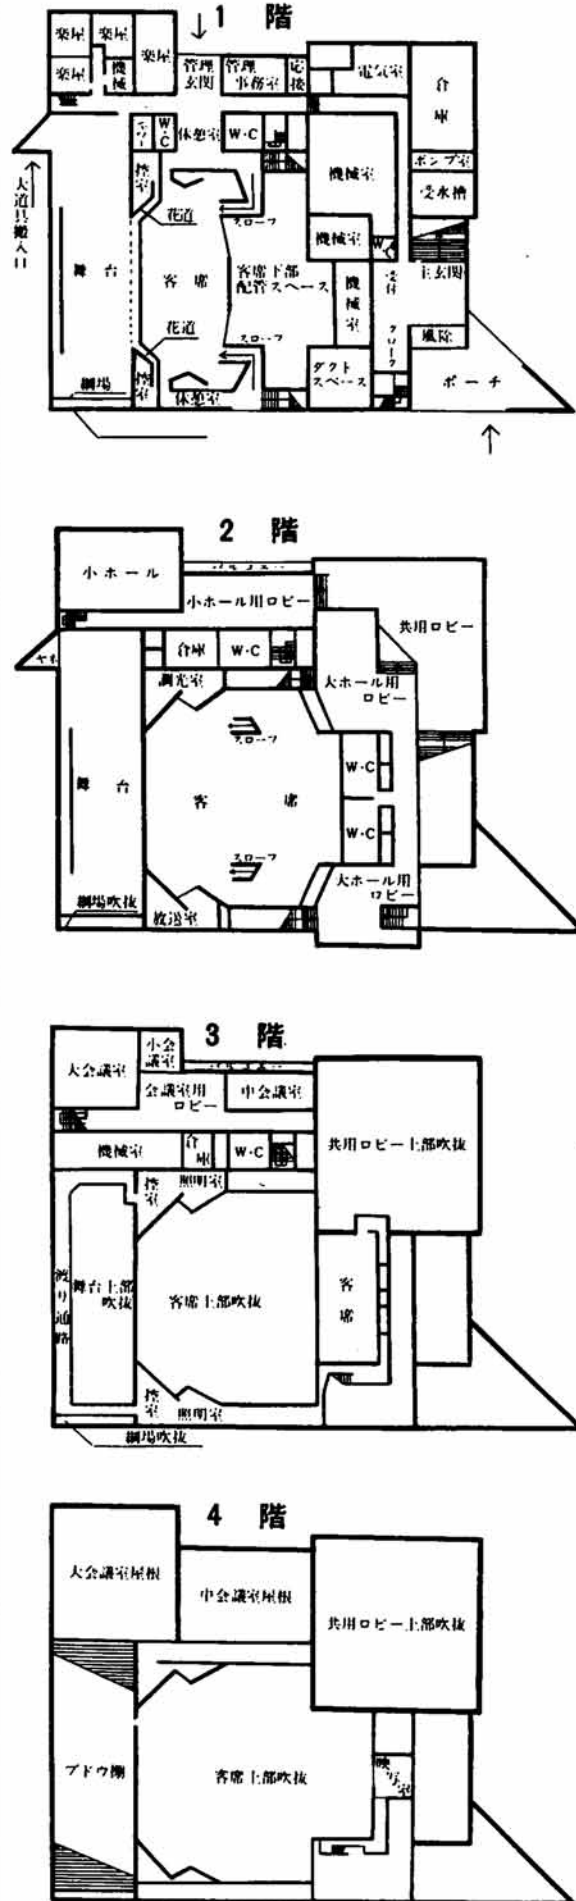 1 階
楽屋
楽屋
楽屋
楽屋
機械
管理
玄関
管理
事務室
応接
電気室
倉庫
ポンプ室
受水槽
W・C
休憩室
W・C
控室
機械室
大道具搬入口
花道
スロープ
機械室
舞台
客席
客席下部
配管スペース
機械室
受付
主玄関
クローク
風除
花道
スロープ
控室
綱場
休憩室
ダクト
スペース
ポーチ
2 階
小ホール
小ホール用ロビー
共用ロビー
倉庫
W・C
調光室
大ホール用
ロビー
スロープ
W・C
舞台
客席
スロープ
W・C
大ホール用
ロビー
綱場吹抜
放送室
3 階
大会議室
小会
議室
会議室用
ロビー
中会議室
機械室
倉庫
W・C
共用ロビー上部吹抜
控室
照明室
渡り通路
舞台上部
吹抜
客席上部吹抜
客席
控室
照明室
綱場吹抜
4 階
大会議室屋根
中会議室屋根
共用ロビー上部吹抜
ブドウ棚
客席上部吹抜
映写室